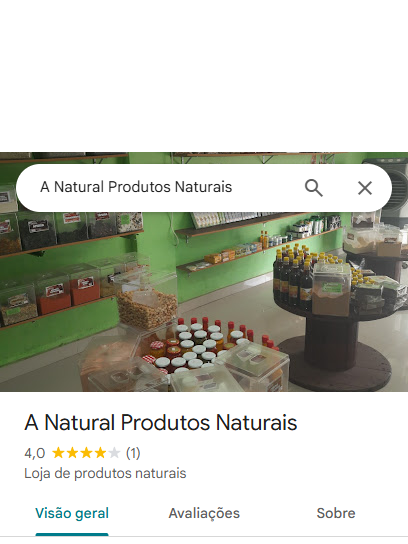 A Natural Produtos Naturais
A Natural Produtos Naturais
4,0 (1)
Loja de produtos naturais
Visão geral
Avaliações
Sobre